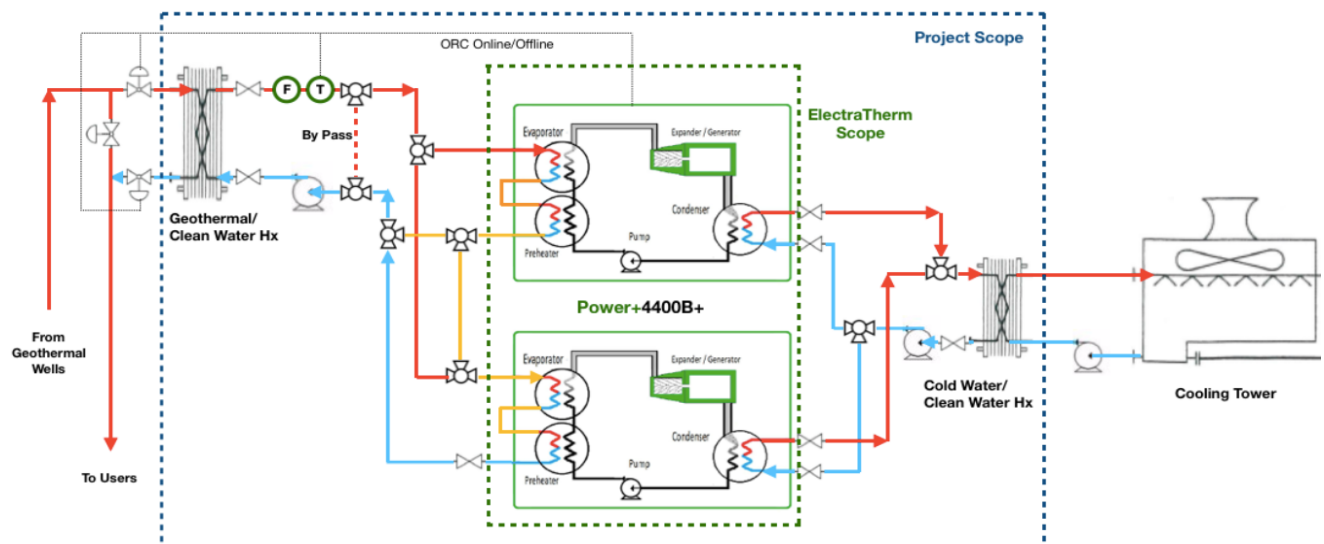 Project Scope
ORC Online/Offline
ElectraTherm
Scope
F
T
By Pass
Evaporator
Expander / Generator
Condenser
Pump
Preheater
Geothermal/
Clean Water Hx
Power+4400B+
From
Geothermal
Wells
Evaporator
Expander / Generator
Condenser
Pump
Preheater
Cold Water/
Clean Water Hx
Cooling Tower
To Users